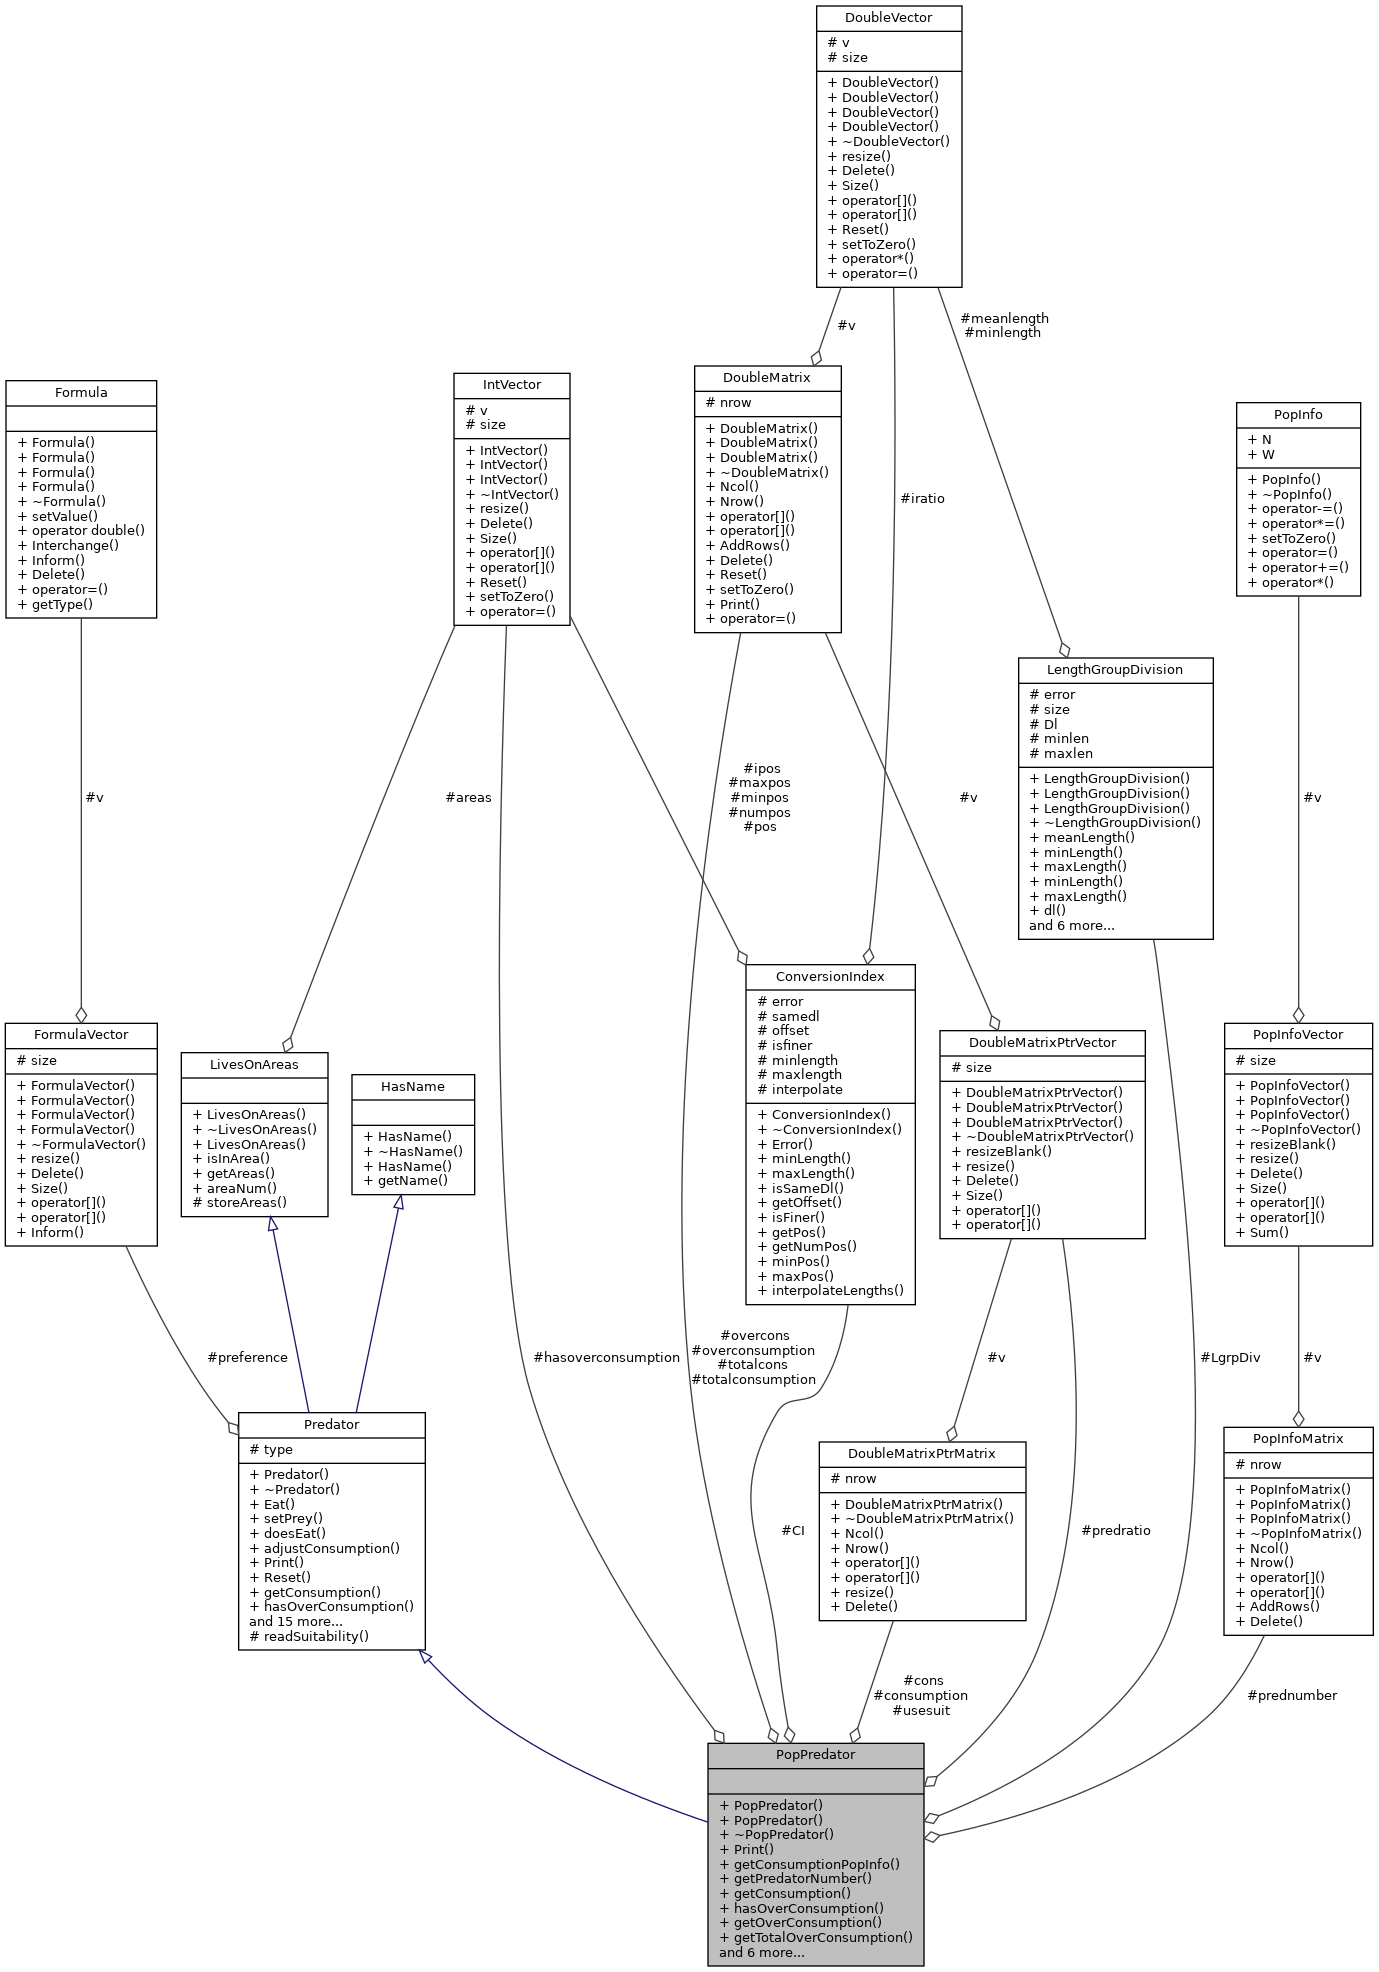 DoubleVector
# v
# size
+ DoubleVector()
+ DoubleVector()
+ DoubleVector()
+ DoubleVector()
+ ~DoubleVector()
+ resize()
+ Delete()
+ Size()
+ operator[]()
+ operator[]()
+ Reset()
+ setToZero()
+ operator*()
+ operator=()
#v
#meanlength
#minlength
#iratio
Formula
+ Formula()
+ Formula()
+ Formula()
+ Formula()
+ ~Formula()
+ setValue()
+ operator double()
+ Interchange()
+ Inform()
+ Delete()
+ operator=()
+ getType()
IntVector
# v
# size
+ IntVector()
+ IntVector()
+ IntVector()
+ ~IntVector()
+ resize()
+ Delete()
+ Size()
+ operator[]()
+ operator[]()
+ Reset()
+ setToZero()
+ operator=()
DoubleMatrix
# nrow
+ DoubleMatrix()
+ DoubleMatrix()
+ DoubleMatrix()
+ ~DoubleMatrix()
+ Ncol()
+ Nrow()
+ operator[]()
+ operator[]()
+ AddRows()
+ Delete()
+ Reset()
+ setToZero()
+ Print()
+ operator=()
PopInfo
+ N
+ W
+ PopInfo()
+ ~PopInfo()
+ operator-=()
+ operator*=()
+ setToZero()
+ operator=()
+ operator+=()
+ operator*()
LengthGroupDivision
# error
# size
# Dl
# minlen
# maxlen
+ LengthGroupDivision()
+ LengthGroupDivision()
+ LengthGroupDivision()
+ ~LengthGroupDivision()
+ meanLength()
+ minLength()
+ maxLength()
+ minLength()
+ maxLength()
+ dl()
and 6 more...
#v
#areas
#ipos
#maxpos
#minpos
#numpos
#pos
#v
#v
FormulaVector
# size
+ FormulaVector()
+ FormulaVector()
+ FormulaVector()
+ FormulaVector()
+ ~FormulaVector()
+ resize()
+ Delete()
+ Size()
+ operator[]()
+ operator[]()
+ Inform()
LivesOnAreas
+ LivesOnAreas()
+ ~LivesOnAreas()
+ LivesOnAreas()
+ isInArea()
+ getAreas()
+ areaNum()
# storeAreas()
HasName
+ HasName()
+ ~HasName()
+ HasName()
+ getName()
ConversionIndex
# error
# samedl
# offset
# isfiner
# minlength
# maxlength
# interpolate
+ ConversionIndex()
+ ~ConversionIndex()
+ Error()
+ minLength()
+ maxLength()
+ isSameDl()
+ getOffset()
+ isFiner()
+ getPos()
+ getNumPos()
+ minPos()
+ maxPos()
+ interpolateLengths()
DoubleMatrixPtrVector
# size
+ DoubleMatrixPtrVector()
+ DoubleMatrixPtrVector()
+ DoubleMatrixPtrVector()
+ ~DoubleMatrixPtrVector()
+ resizeBlank()
+ resize()
+ Delete()
+ Size()
+ operator[]()
+ operator[]()
PopInfoVector
# size
+ PopInfoVector()
+ PopInfoVector()
+ PopInfoVector()
+ ~PopInfoVector()
+ resizeBlank()
+ resize()
+ Delete()
+ Size()
+ operator[]()
+ operator[]()
+ Sum()
#preference
#hasoverconsumption
#overcons
#overconsumption
#totalcons
#totalconsumption
#v
#LgrpDiv
#v
Predator
# type
+ Predator()
+ ~Predator()
+ Eat()
+ setPrey()
+ doesEat()
+ adjustConsumption()
+ Print()
+ Reset()
+ getConsumption()
+ hasOverConsumption()
and 15 more...
# readSuitability()
#CI
DoubleMatrixPtrMatrix
# nrow
+ DoubleMatrixPtrMatrix()
+ ~DoubleMatrixPtrMatrix()
+ Ncol()
+ Nrow()
+ operator[]()
+ operator[]()
+ resize()
+ Delete()
#predratio
PopInfoMatrix
# nrow
+ PopInfoMatrix()
+ PopInfoMatrix()
+ PopInfoMatrix()
+ ~PopInfoMatrix()
+ Ncol()
+ Nrow()
+ operator[]()
+ operator[]()
+ AddRows()
+ Delete()
#cons
#consumption
#usesuit
#prednumber
PopPredator
+ PopPredator()
+ PopPredator()
+ ~PopPredator()
+ Print()
+ getConsumptionPopInfo()
+ getPredatorNumber()
+ getConsumption()
+ hasOverConsumption()
+ getOverConsumption()
+ getTotalOverConsumption()
and 6 more...